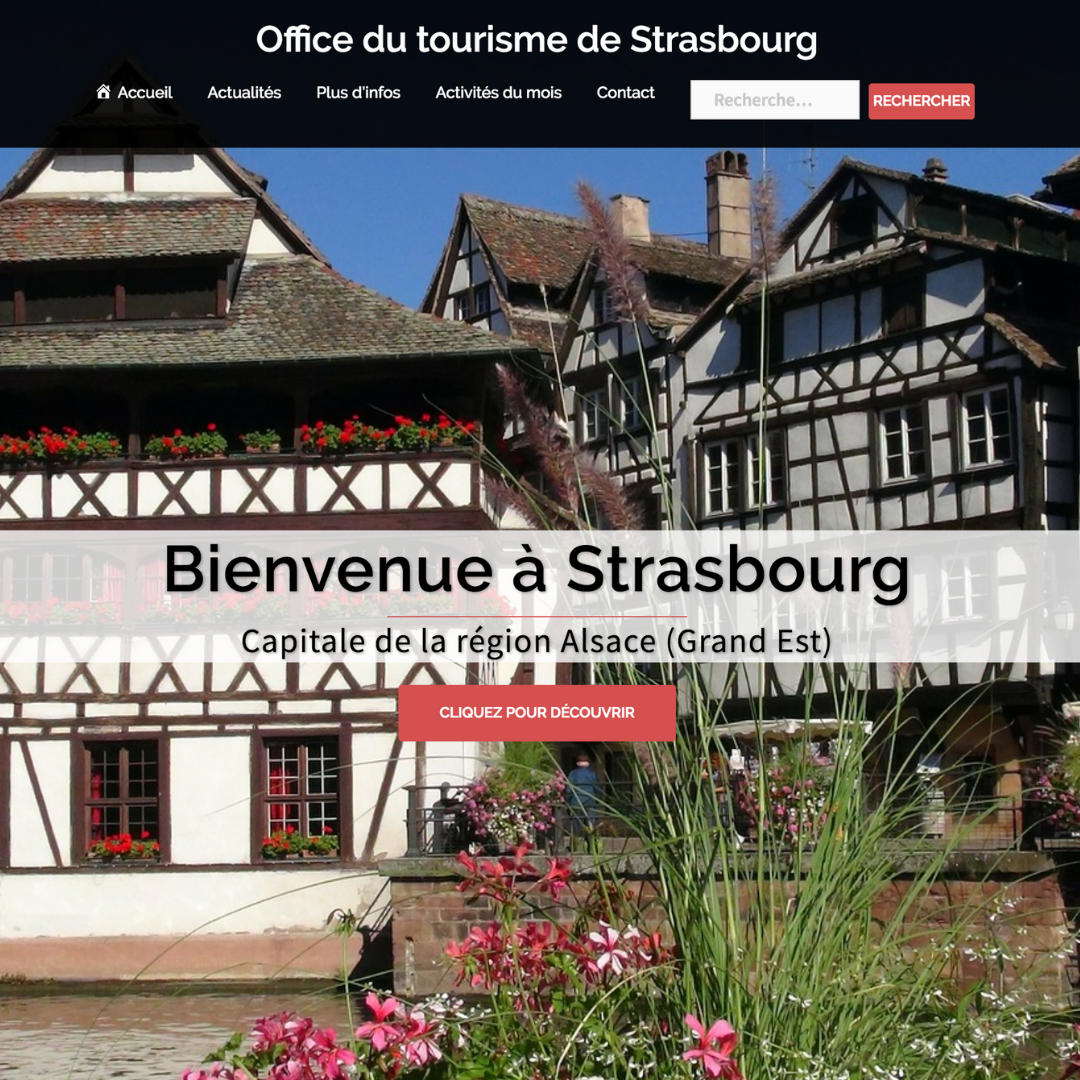 Office du tourisme de Strasbourg
Accueil Actualités Plus d'infos Activités du mois Contact Recherche... RECHERCHER
Bienvenue à Strasbourg
Capitale de la région Alsace (Grand Est)
CLIQUEZ POUR DÉCOUVRIR